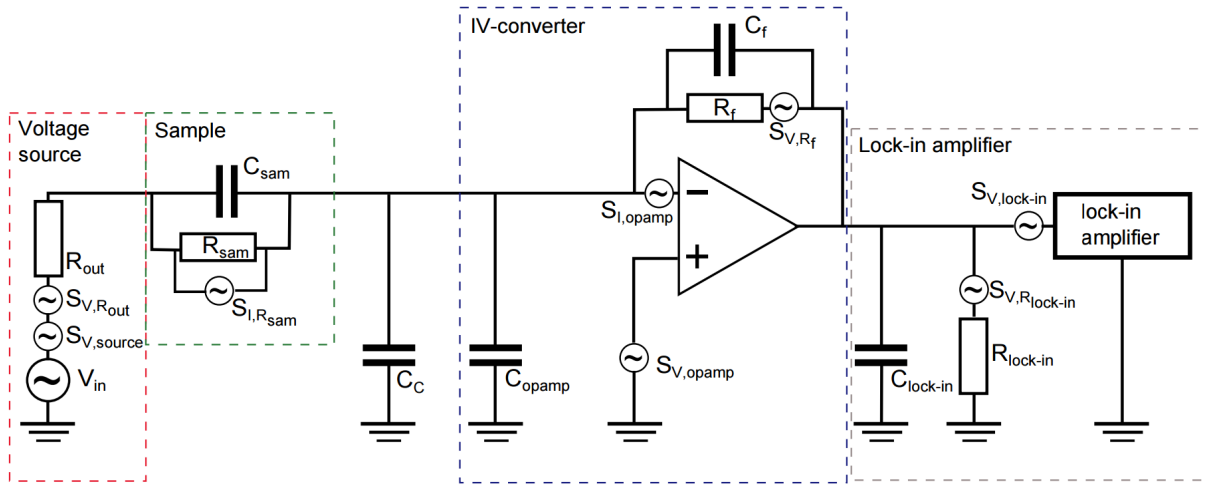 IV-converter
C_f
R_f
S_V,R_f
Voltage
source
Sample
Lock-in amplifier
C_sam
S_V,lock-in
lock-in
amplifier
S_I,opamp
R_sam
R_out
S_V,R_out
S_I,R_sam
S_V,R_lock-in
S_V,source
V_in
C_C
C_opamp
S_V,opamp
C_lock-in
R_lock-in